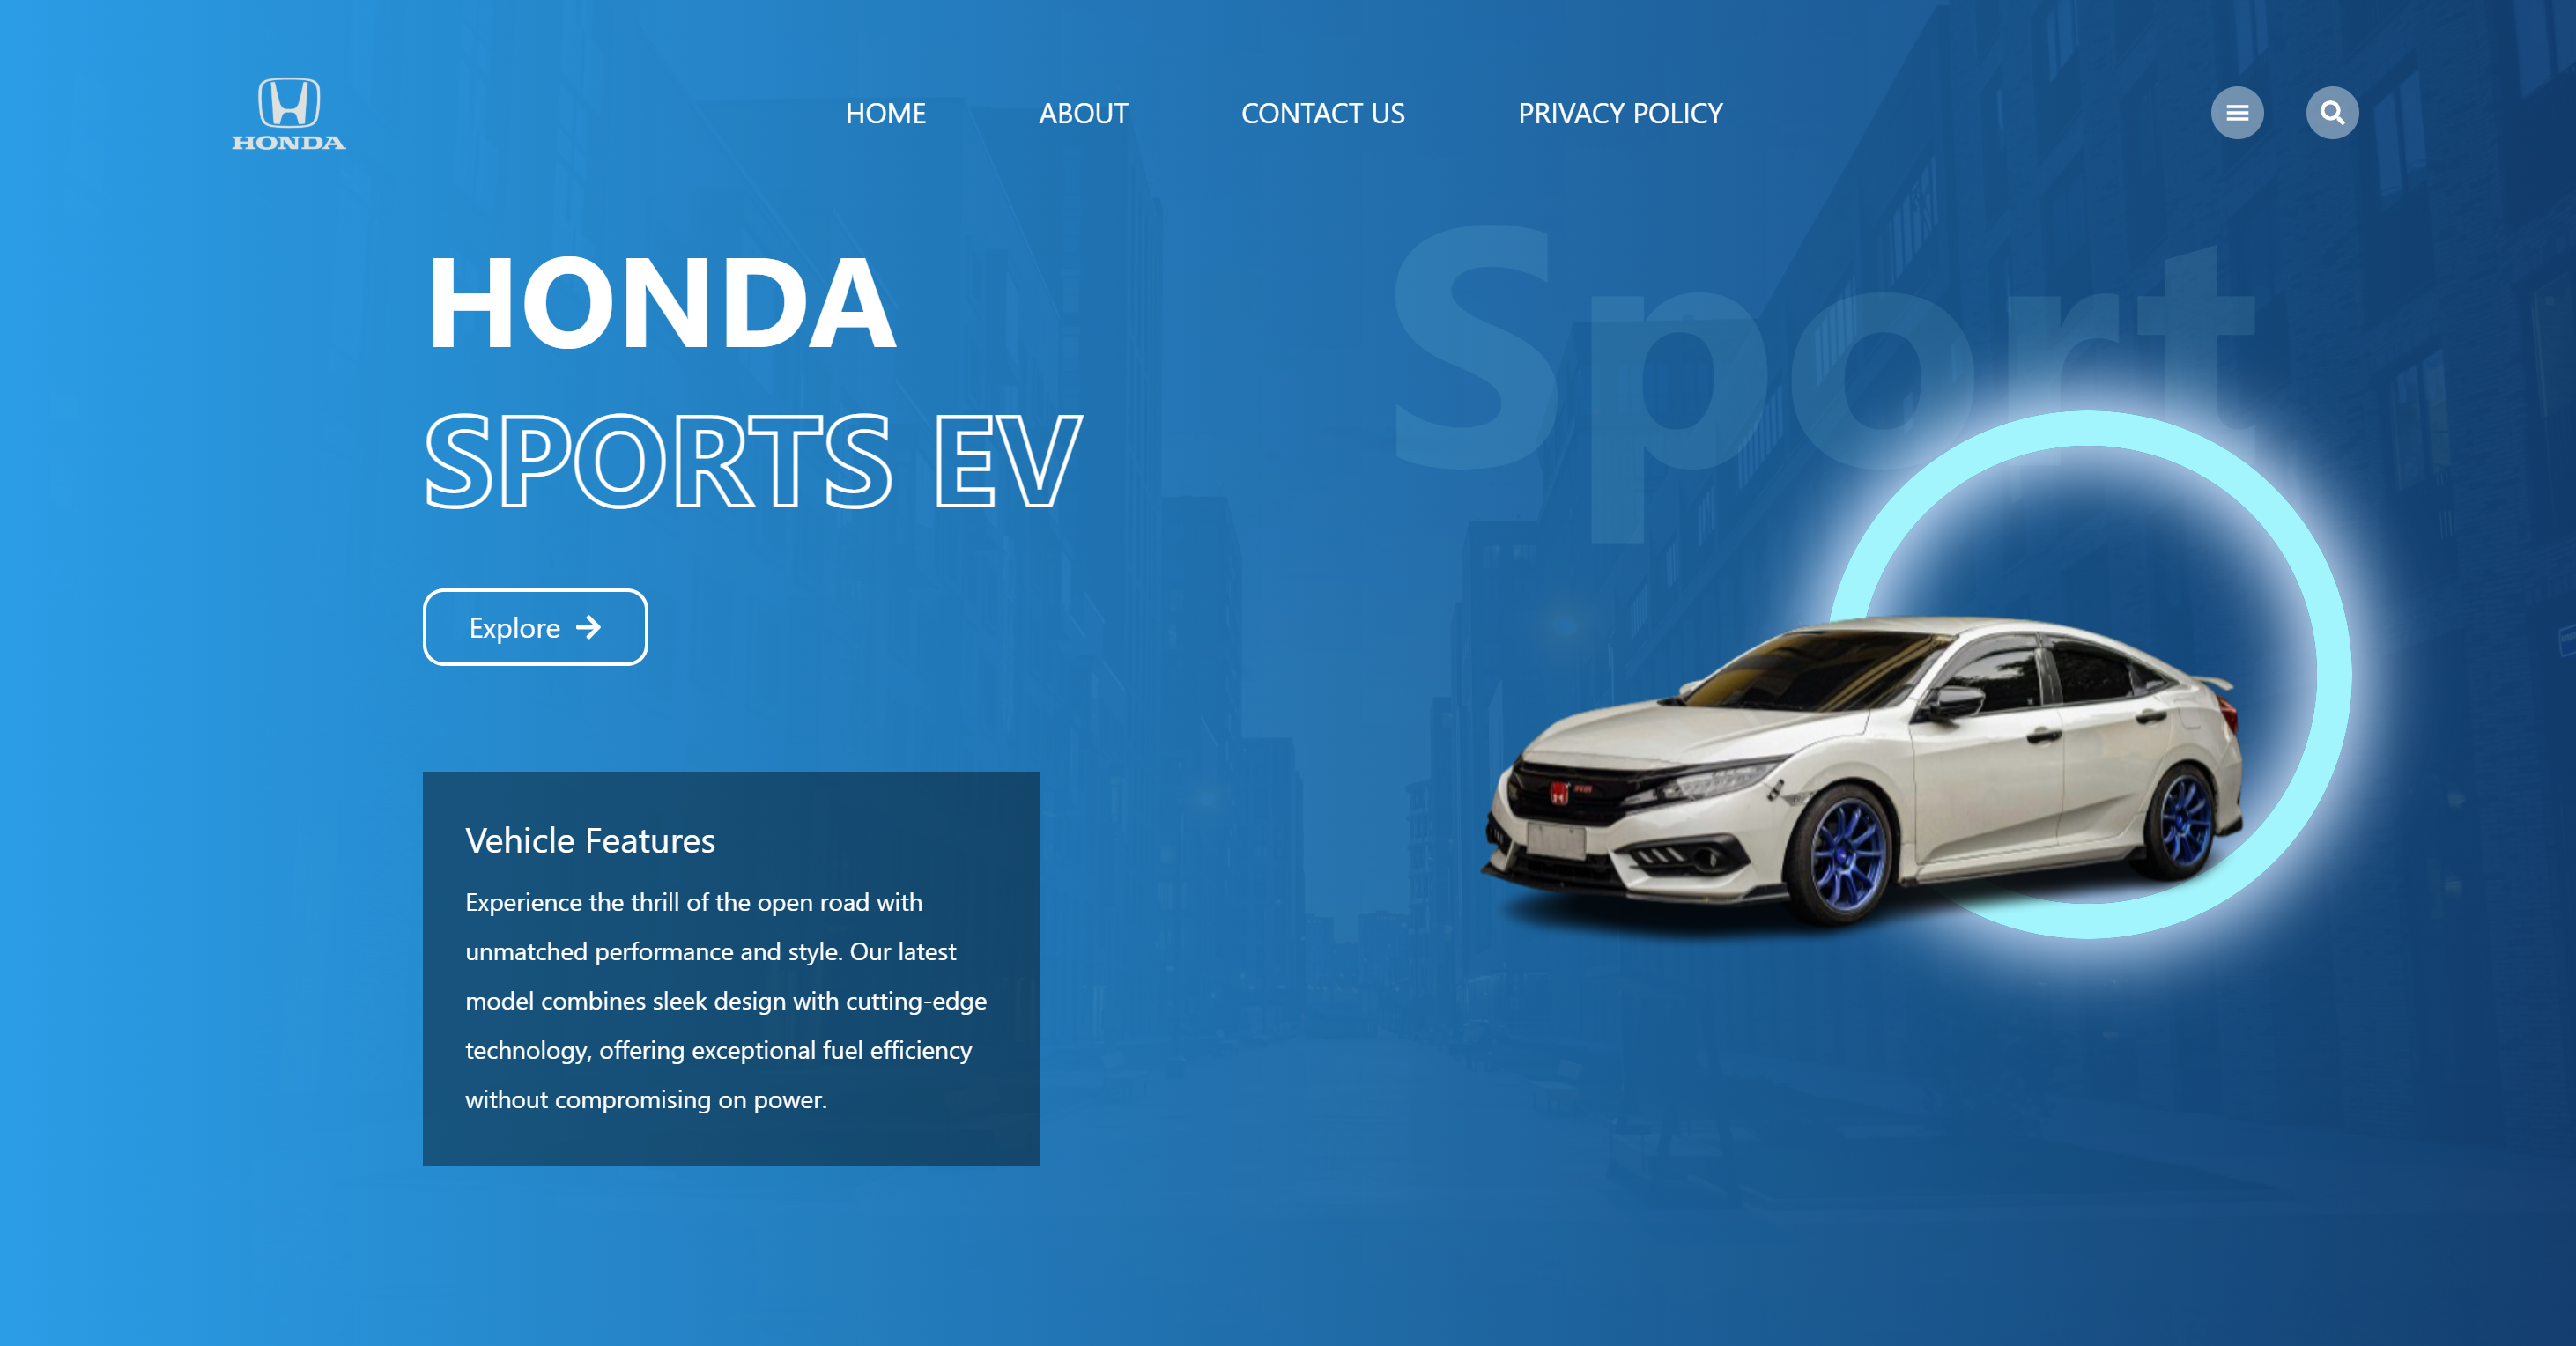 HONDA
HOME ABOUT CONTACT US PRIVACY POLICY
Sport
HONDA
SPORTS EV
Explore
Vehicle Features
Experience the thrill of the open road with
unmatched performance and style. Our latest
model combines sleek design with cutting-edge
technology, offering exceptional fuel efficiency
without compromising on power.